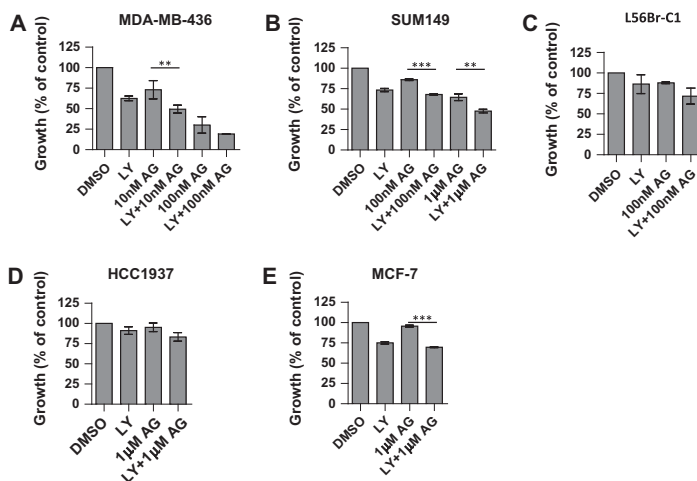 A
MDA-MB-436
Growth (% of control)
125
100
75
50
25
0
**
DMSO
LY
10nM AG
LY+10nM AG
100nM AG
LY+100nM AG
B
SUM149
Growth (% of control)
125
100
75
50
25
0
***
**
DMSO
LY
100nM AG
LY+100nM AG
1µM AG
LY+1µM AG
C
L56Br-C1
Growth (% of control)
125
100
75
50
25
0
DMSO
LY
100nM AG
LY+100nM AG
D
HCC1937
Growth (% of control)
125
100
75
50
25
0
DMSO
LY
1µM AG
LY+1µM AG
E
MCF-7
Growth (% of control)
125
100
75
50
25
0
***
DMSO
LY
1µM AG
LY+1µM AG